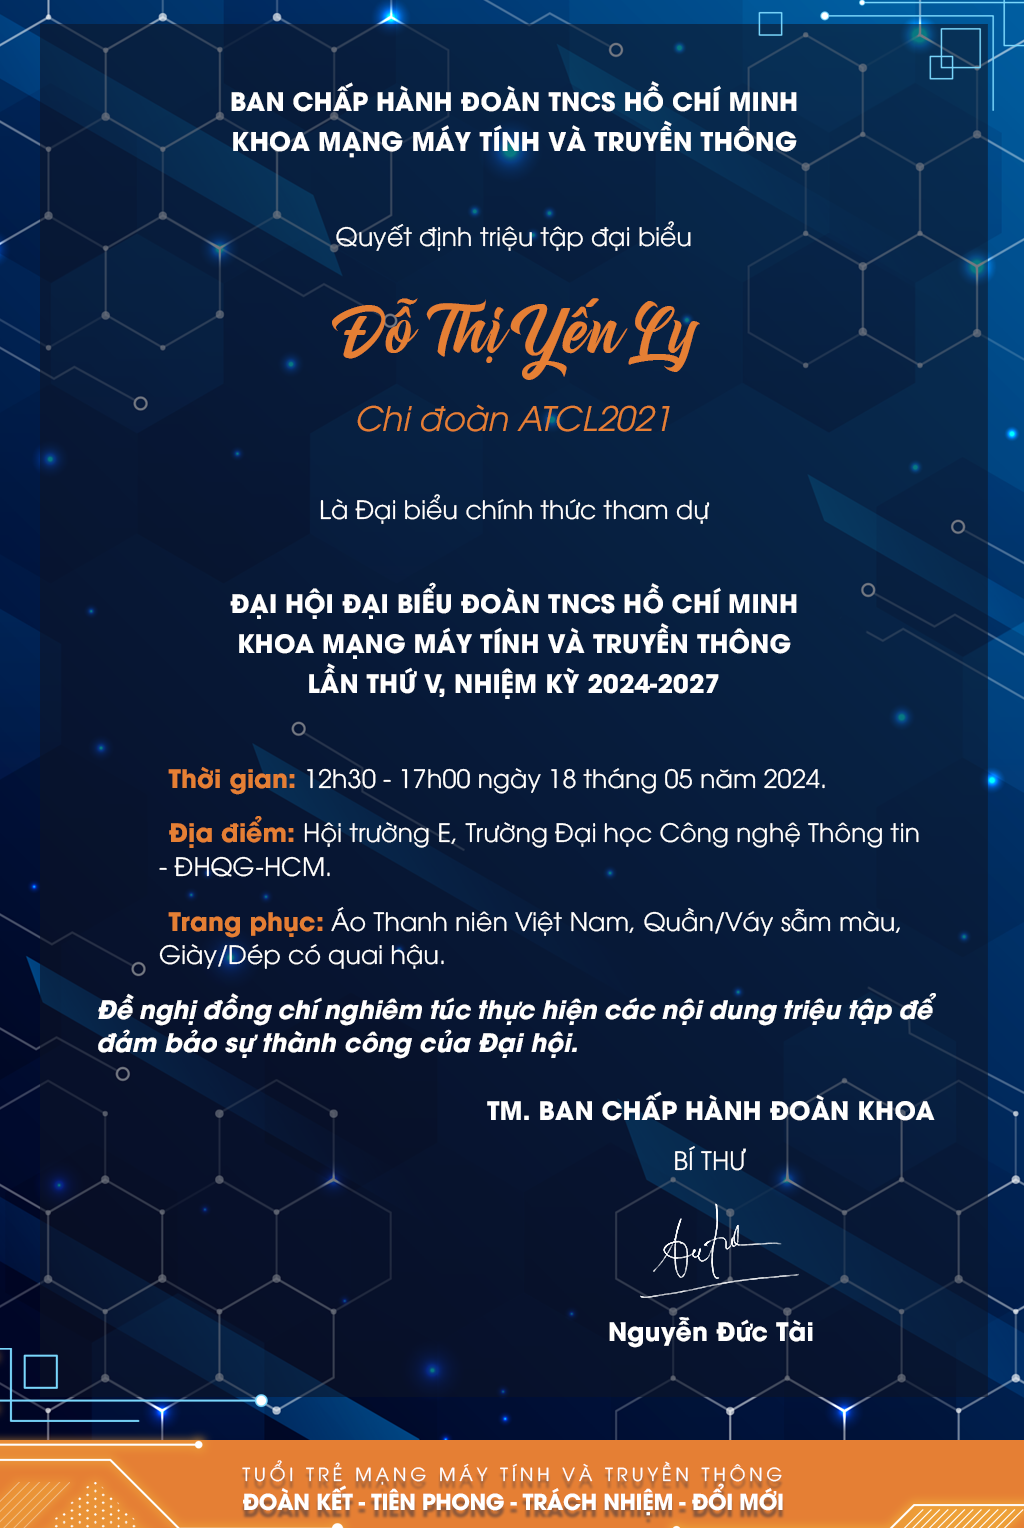 BAN CHẤP HÀNH ĐOÀN TNCS HỒ CHÍ MINH
KHOA MẠNG MÁY TÍNH VÀ TRUYỀN THÔNG
Quyết định triệu tập đại biểu
Đỗ Thị Yến Ly
Chi đoàn ATCL2021
Là Đại biểu chính thức tham dự
ĐẠI HỘI ĐẠI BIỂU ĐOÀN TNCS HỒ CHÍ MINH
KHOA MẠNG MÁY TÍNH VÀ TRUYỀN THÔNG
LẦN THỨ V, NHIỆM KỲ 2024-2027
Thời gian: 12h30 - 17h00 ngày 18 tháng 05 năm 2024.
Địa điểm: Hội trường E, Trường Đại học Công nghệ Thông tin
- ĐHQG-HCM.
Trang phục: Áo Thanh niên Việt Nam, Quần/Váy sẫm màu,
Giày/Dép có quai hậu.
Đề nghị đồng chí nghiêm túc thực hiện các nội dung triệu tập để
đảm bảo sự thành công của Đại hội.
TM. BAN CHẤP HÀNH ĐOÀN KHOA
BÍ THƯ
Nguyễn Đức Tài
TUỔI TRẺ MẠNG MÁY TÍNH VÀ TRUYỀN THÔNG
ĐOÀN KẾT - TIÊN PHONG - TRÁCH NHIỆM - ĐỔI MỚI